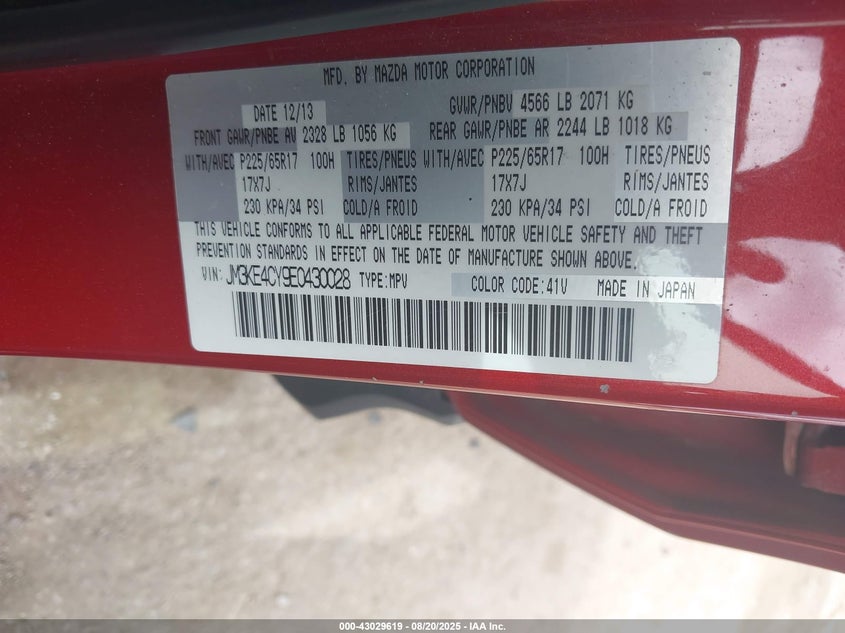 MFD. BY MAZDA MOTOR CORPORATION
DATE 12/13 GVWR/PNBV 4566 LB 2071 KG
FRONT GAWR/PNBE AV 2328 LB 1056 KG REAR GAWR/PNBE AR 2244 LB 1018 KG
WITH/AVEC P225/65R17 100H TIRES/PNEUS WITH/AVEC P225/65R17 100H TIRES/PNEUS
17X7J RIMS/JANTES 17X7J RIMS/JANTES
230 KPA/34 PSI COLD/A FROID 230 KPA/34 PSI COLD/A FROID
THIS VEHICLE CONFORMS TO ALL APPLICABLE FEDERAL MOTOR VEHICLE SAFETY AND THEFT
PREVENTION STANDARDS IN EFFECT ON THE DATE OF MANUFACTURE SHOWN ABOVE.
VIN: JM3KE4CY9E0430028 TYPE:MPV COLOR CODE:41V MADE IN JAPAN
000-43029619 - 08/20/2025 - IAA Inc.